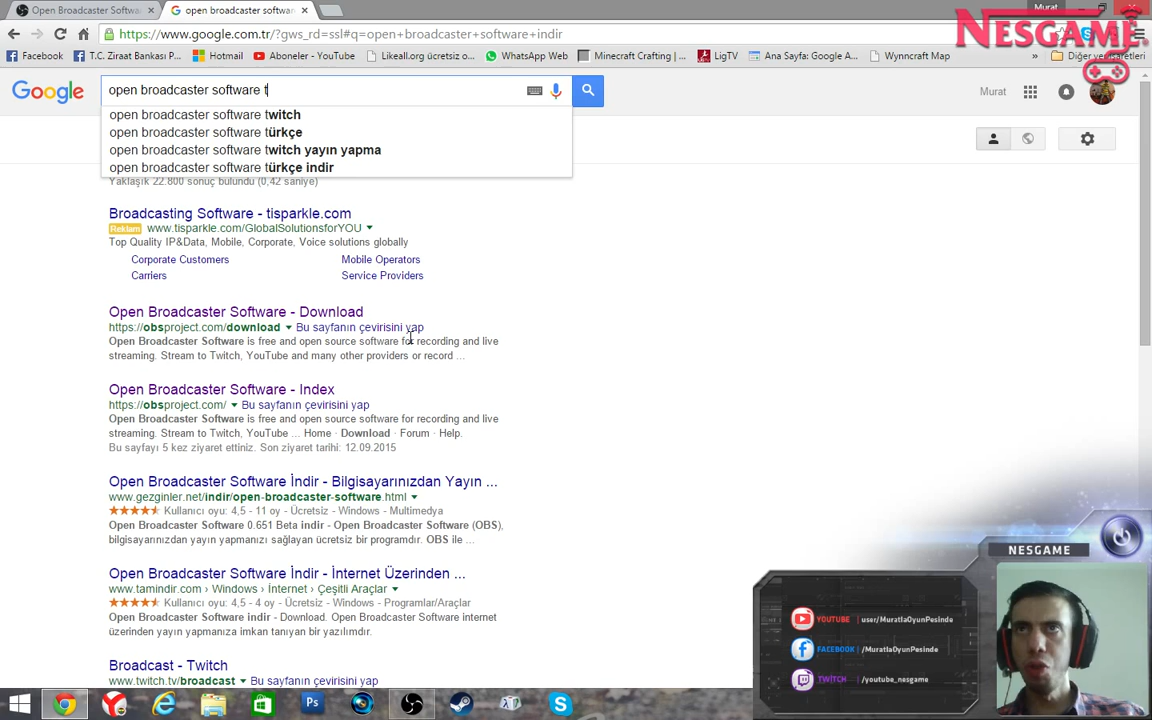 Open Broadcaster Softwa
open broadcaster softwar
Murat
https://www.google.com.tr/?gws_rd=ssl#q=open+broadcaster+software+indir
NESGAME
Facebook
T.C. Ziraat Bankası P...
Hotmail
Aboneler - YouTube
Likeall.org ücretsiz o...
WhatsApp Web
Minecraft Crafting |...
LigTV
Ana Sayfa: Google A...
Wynncraft Map
»
Diğer yer işaretleri
Google
open broadcaster software t
Murat
open broadcaster software twitch
open broadcaster software türkçe
open broadcaster software twitch yayın yapma
open broadcaster software türkçe indir
Yaklaşık 22.800 sonuç bulundu (0,42 saniye)
Broadcasting Software - tisparkle.com
Reklam www.tisparkle.com/GlobalSolutionsforYOU
Top Quality IP&Data, Mobile, Corporate, Voice solutions globally
Corporate Customers Mobile Operators
Carriers Service Providers
Open Broadcaster Software - Download
https://obsproject.com/download Bu sayfanın çevirisini yap
Open Broadcaster Software is free and open source software for recording and live
streaming. Stream to Twitch, YouTube and many other providers or record ...
Open Broadcaster Software - Index
https://obsproject.com/ Bu sayfanın çevirisini yap
Open Broadcaster Software is free and open source software for recording and live
streaming. Stream to Twitch, YouTube ... Home · Download · Forum · Help.
Bu sayfayı 5 kez ziyaret ettiniz. Son ziyaret tarihi: 12.09.2015
Open Broadcaster Software İndir - Bilgisayarınızdan Yayın ...
www.gezginler.net/indir/open-broadcaster-software.html
Kullanıcı oyu: 4,5 - 11 oy - Ücretsiz - Windows - Multimedya
Open Broadcaster Software 0.651 Beta indir - Open Broadcaster Software (OBS),
bilgisayarınızdan yayın yapmanızı sağlayan ücretsiz bir programdır. OBS ile ...
Open Broadcaster Software İndir - İnternet Üzerinden ...
www.tamindir.com › Windows › İnternet › Çeşitli Araçlar
Kullanıcı oyu: 4,5 - 4 oy - Ücretsiz - Windows - Programlar/Araçlar
Open Broadcaster Software indir - Download. Open Broadcaster Software internet
üzerinden yayın yapmanıza imkan tanıyan bir yazılımdır.
Broadcast - Twitch
www.twitch.tv/broadcast Bu sayfanın çevirisini yap
NESGAME
YOUTUBE | user/MuratlaOyunPesinde
FACEBOOK | /MuratlaOyunPesinde
TWITCH | /youtube_nesgame
Ps